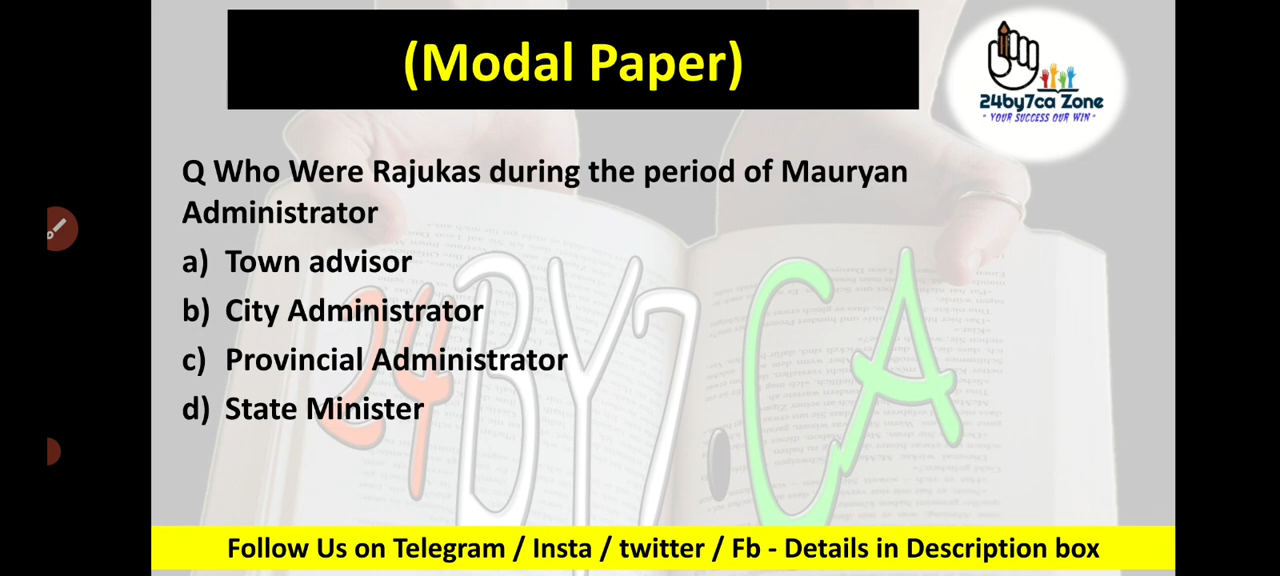 (Modal Paper)
24by7ca Zone
" YOUR SUCCESS OUR WIN "
Q Who Were Rajukas during the period of Mauryan
Administrator
a) Town advisor
b) City Administrator
c) Provincial Administrator
d) State Minister
24BY7.CA
Follow Us on Telegram / Insta / twitter / Fb - Details in Description box